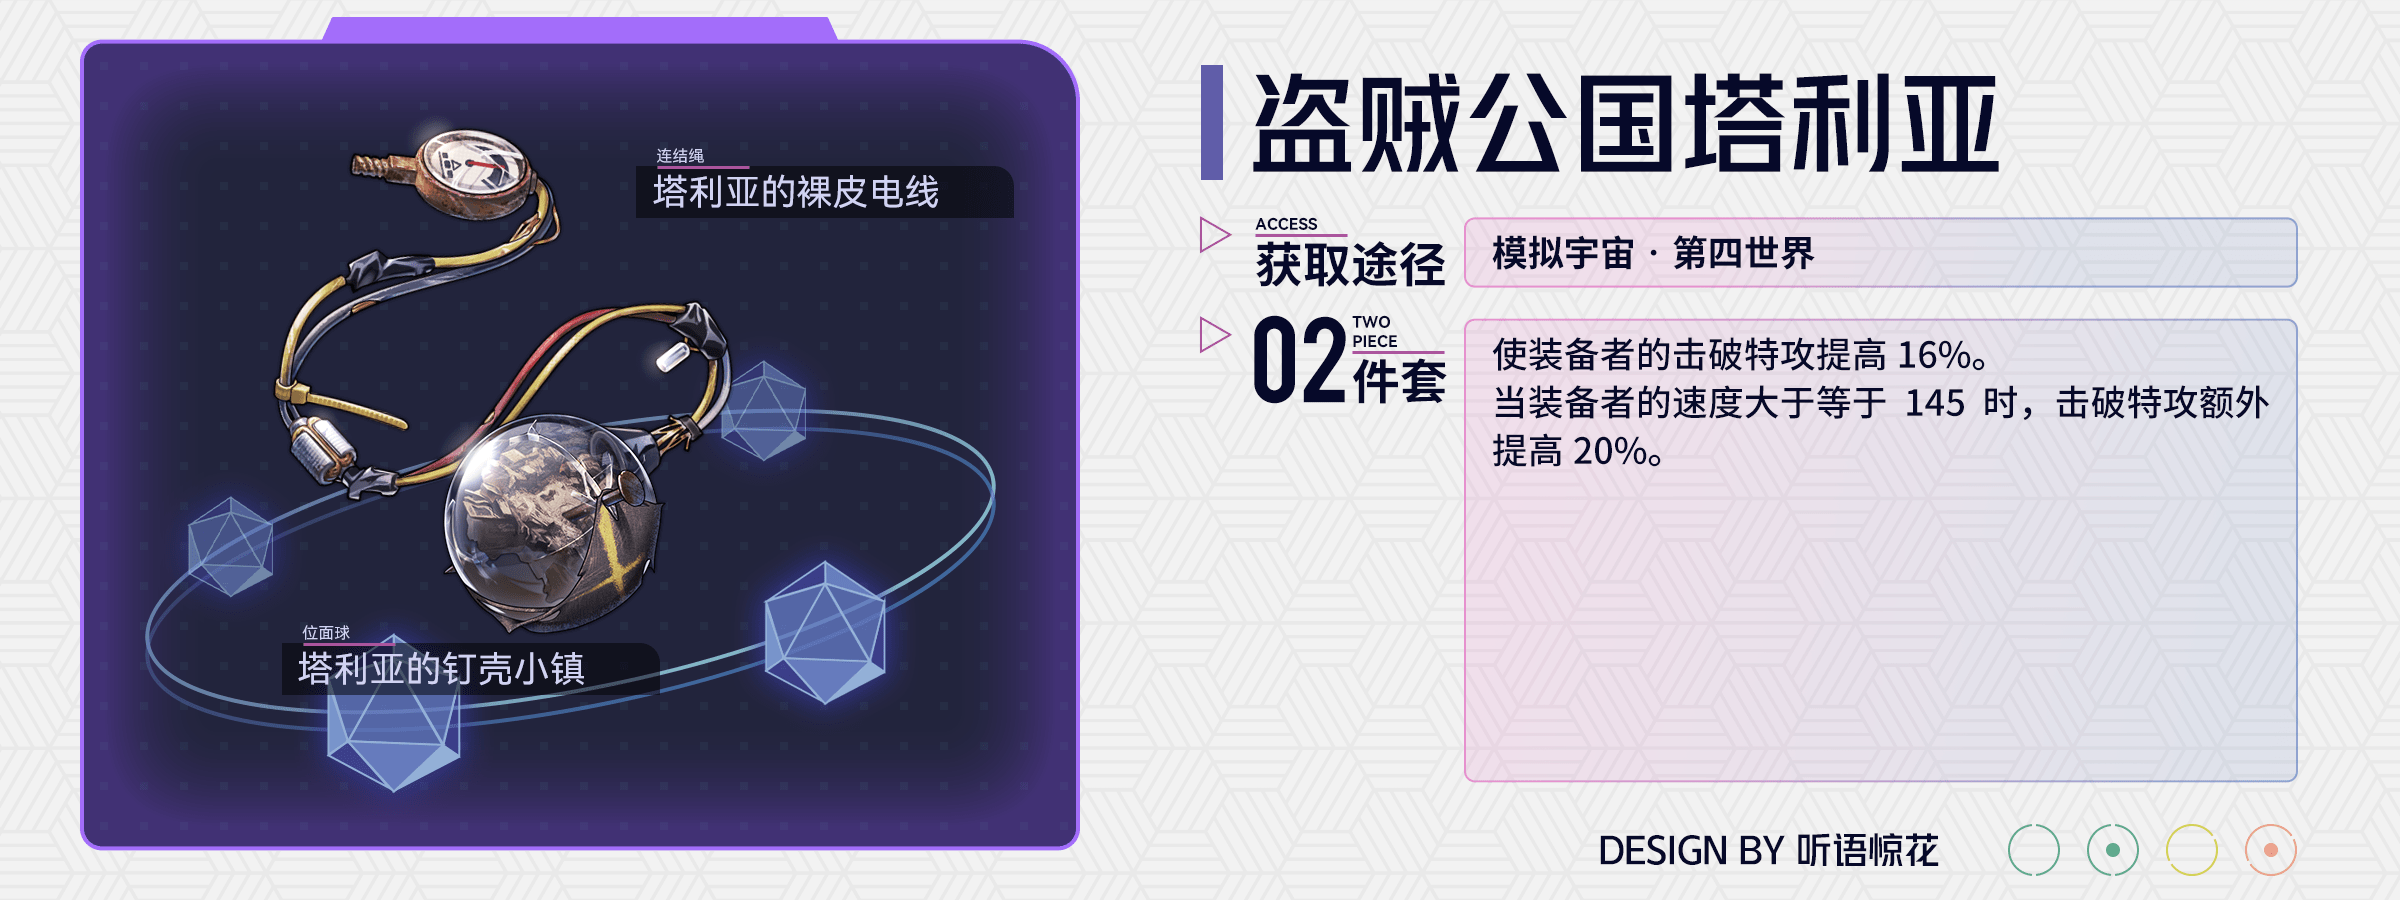 连结绳
塔利亚的裸皮电线
位面球
塔利亚的钉壳小镇
盗贼公国塔利亚
ACCESS
获取途径
模拟宇宙 · 第四世界
02
TWO
PIECE
件套
使装备者的击破特攻提高 16%。
当装备者的速度大于等于 145 时，击破特攻额外
提高 20%。
DESIGN BY 听语惊花